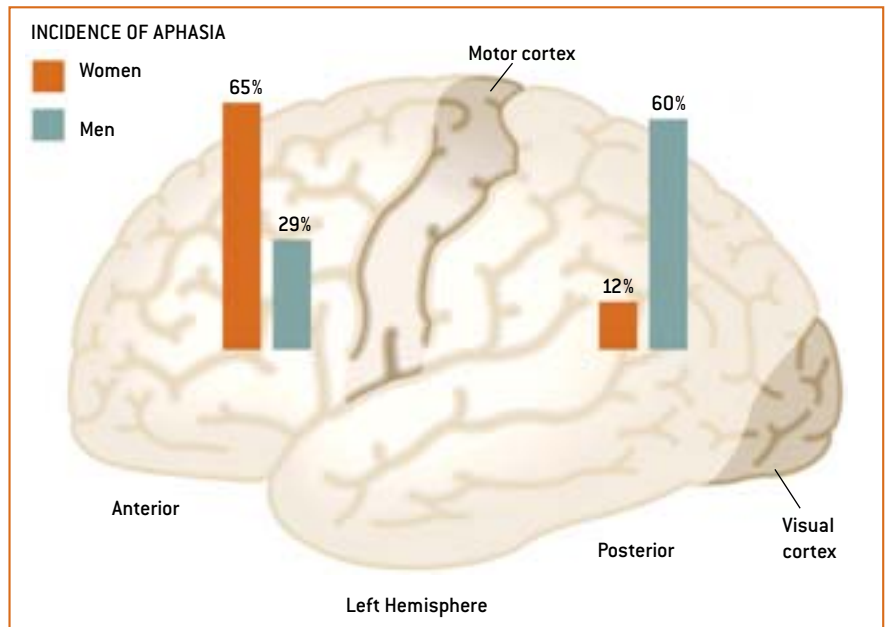 INCIDENCE OF APHASIA
Women
Men
Motor cortex
65%
29%
60%
12%
Anterior
Posterior
Visual
cortex
Left Hemisphere